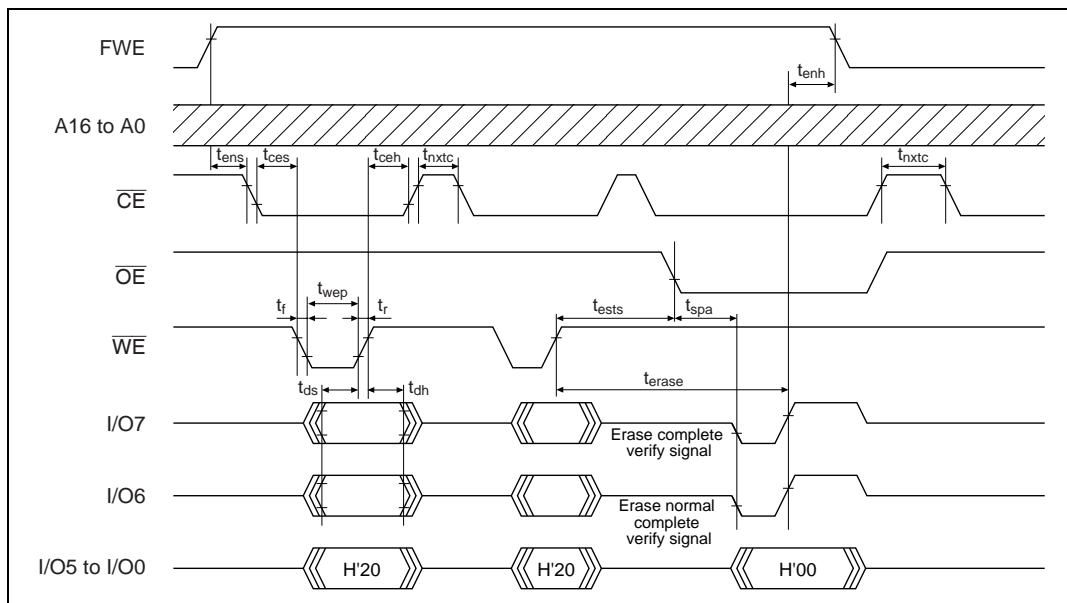 FWE
tenh
A16 to A0
tens
tces
tceh
tnxtc
tnxtc
CE
OE
twep
tf
tr
tests
tspa
WE
tds
tdh
terase
I/O7
Erase complete
verify signal
I/O6
Erase normal
complete
verify signal
I/O5 to I/O0
H'20
H'20
H'00